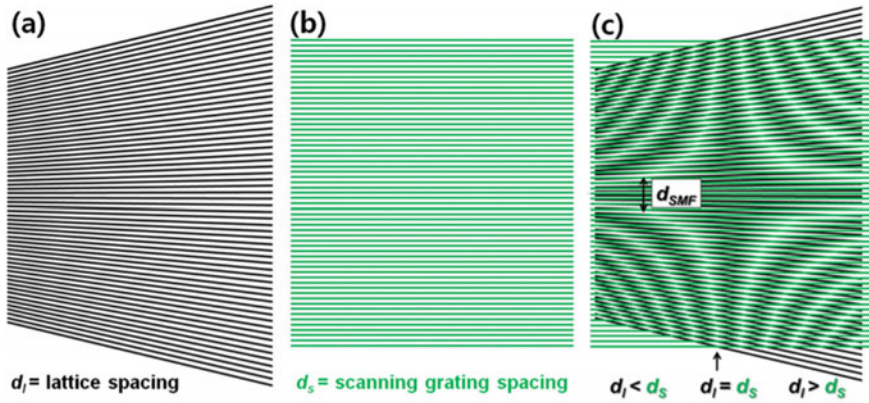 (a)
(b)
(c)
d_SMF
d_l = lattice spacing
d_s = scanning grating spacing
d_l < d_S
d_l = d_S
d_l > d_S